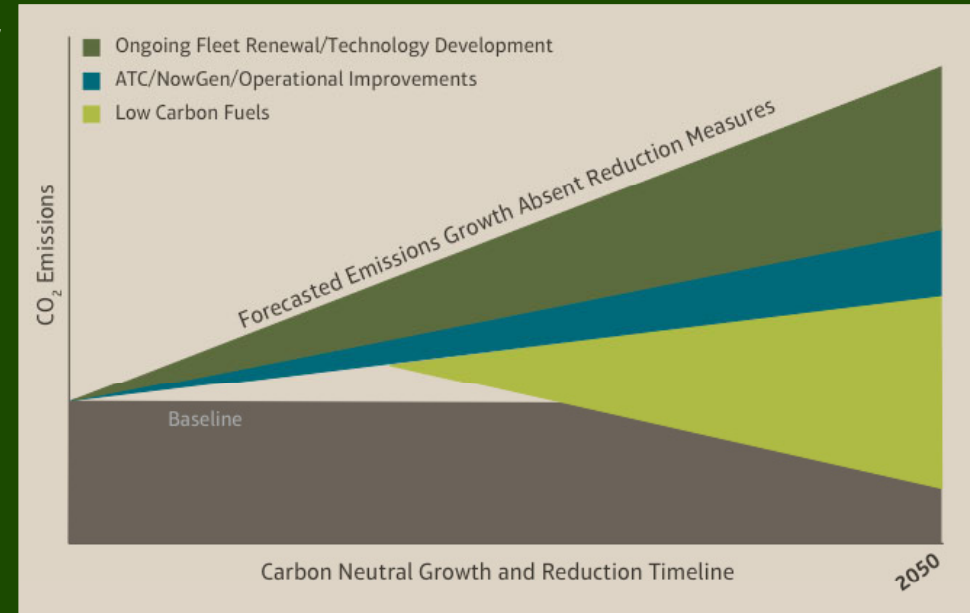 Ongoing Fleet Renewal/Technology Development
ATC/NowGen/Operational Improvements
Low Carbon Fuels
Forecasted Emissions Growth Absent Reduction Measures
CO₂ Emissions
Baseline
Carbon Neutral Growth and Reduction Timeline
2050